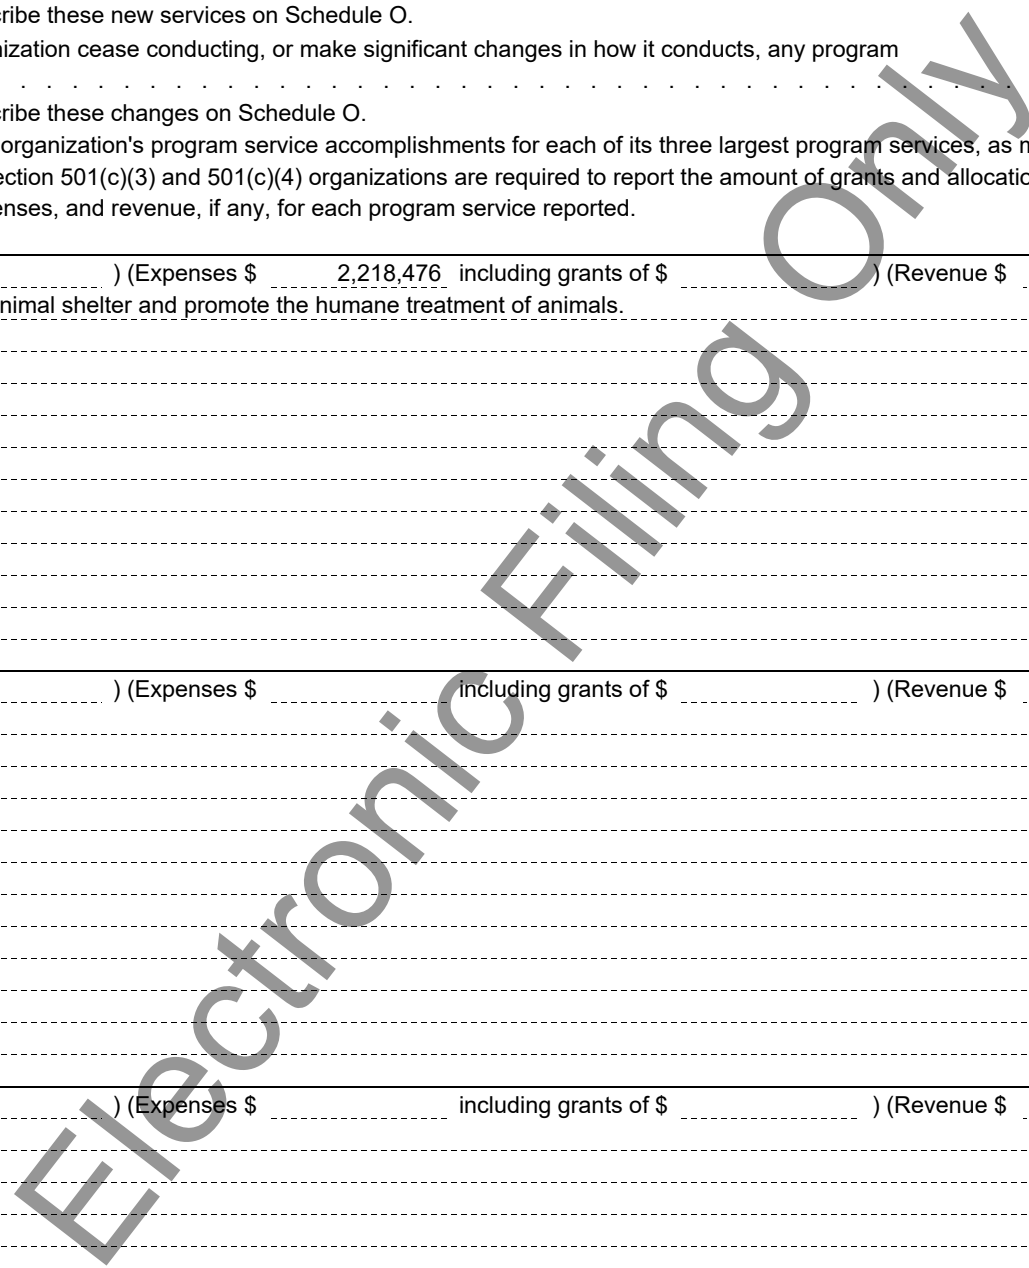 cribe these new services on Schedule O.
nization cease conducting, or make significant changes in how it conducts, any program
. . . . . . . . . . . . . . . . . . . . . . . . . . . . . . . . . . . . . . .
cribe these changes on Schedule O.
organization's program service accomplishments for each of its three largest program services, as m
ection 501(c)(3) and 501(c)(4) organizations are required to report the amount of grants and allocatio
enses, and revenue, if any, for each program service reported.
) (Expenses $ 2,218,476 including grants of $ ) (Revenue $
nimal shelter and promote the humane treatment of animals.
) (Expenses $ including grants of $ ) (Revenue $
) (Expenses $ including grants of $ ) (Revenue $
Electronic Filing Only